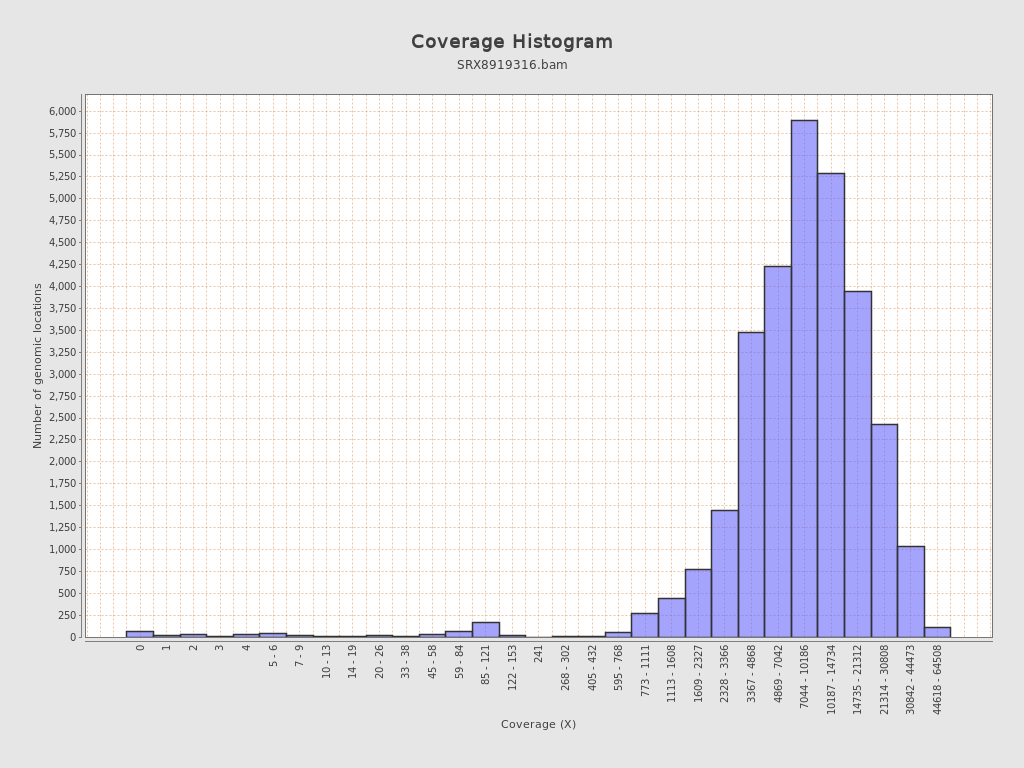 Coverage Histogram
SRX8919316.bam
Number of genomic locations
6,000
5,750
5,500
5,250
5,000
4,750
4,500
4,250
4,000
3,750
3,500
3,250
3,000
2,750
2,500
2,250
2,000
1,750
1,500
1,250
1,000
750
500
250
0
0
1
2
3
4
5 - 6
7 - 9
10 - 13
14 - 19
20 - 26
33 - 38
45 - 58
59 - 84
85 - 121
122 - 153
241
268 - 302
405 - 432
595 - 768
773 - 1111
1113 - 1608
1609 - 2327
2328 - 3366
3367 - 4868
4869 - 7042
7044 - 10186
10187 - 14734
14735 - 21312
21314 - 30808
30842 - 44473
44618 - 64508
Coverage (X)